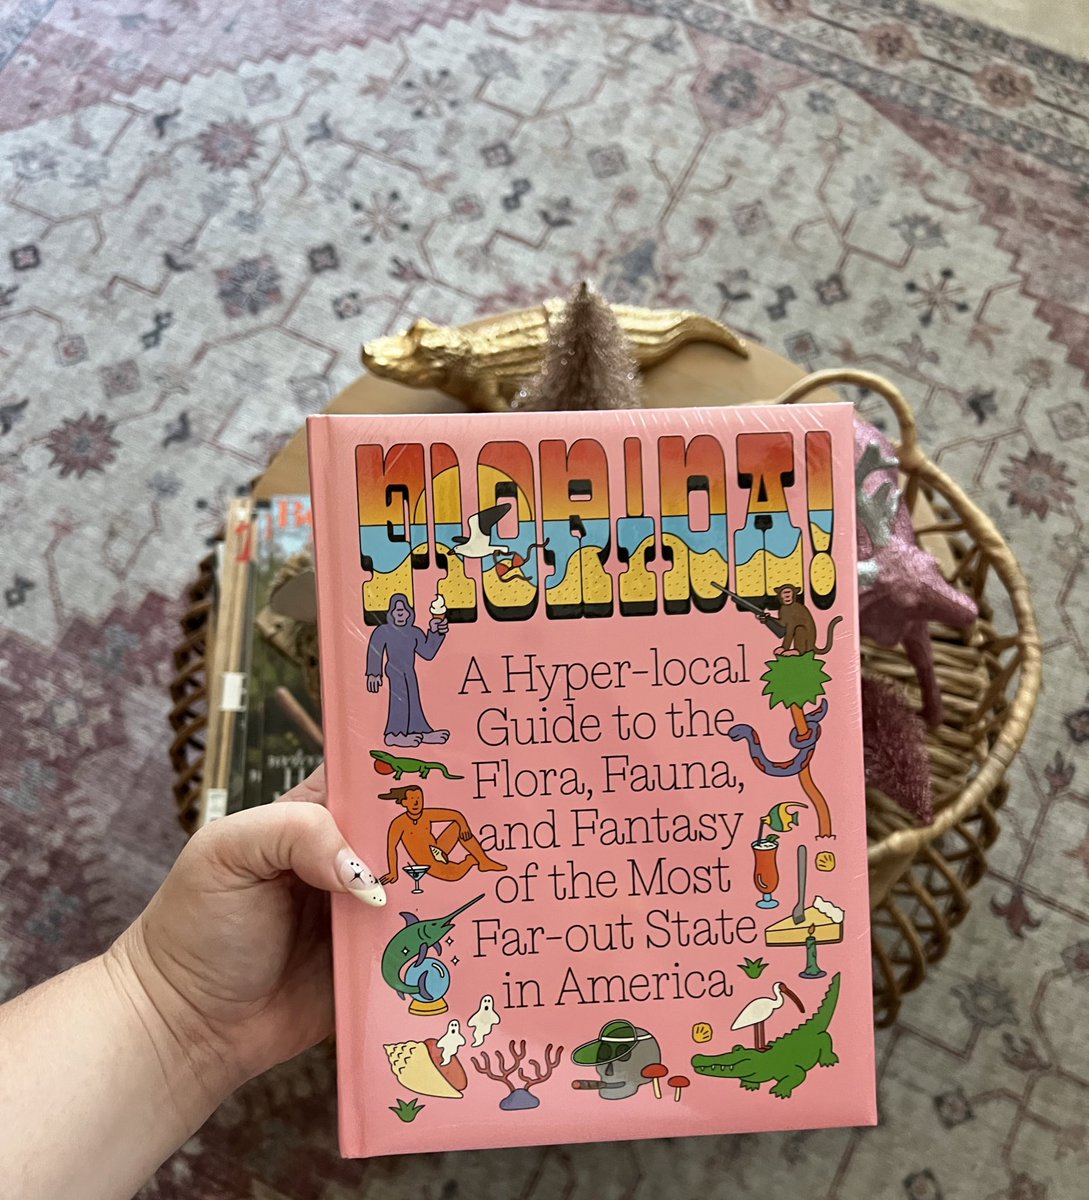 FLORIDA!
A Hyper-local
Guide to the
Flora, Fauna,
and Fantasy
of the Most
Far-out State
in America